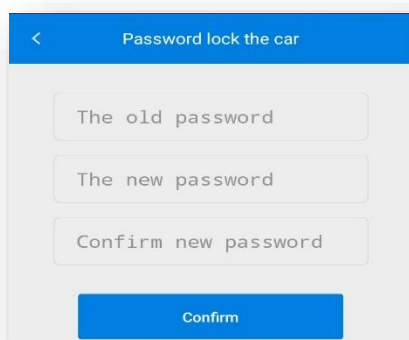 Password lock the car
The old password
The new password
Confirm new password
Confirm